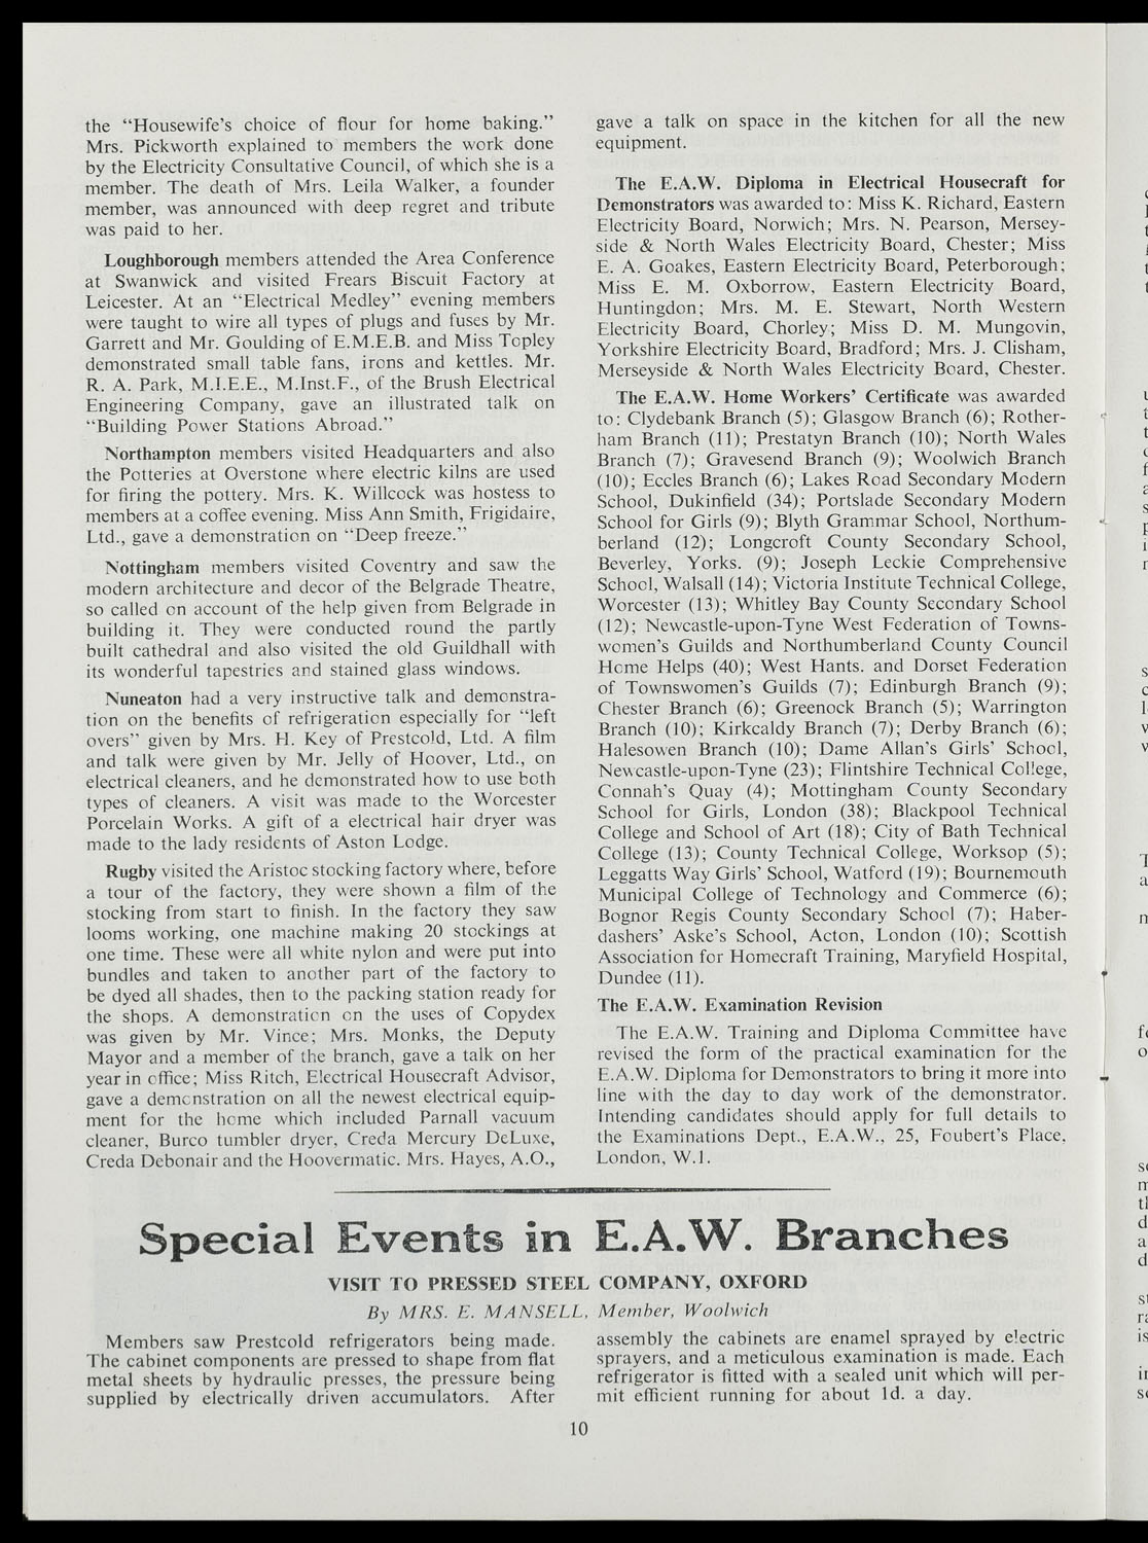 the “Housewife’s choice of flour for home baking.”
Mrs. Pickworth explained to members the work done
by the Electricity Consultative Council, of which she is a
member. The death of Mrs. Leila Walker, a founder
member, was announced with deep regret and tribute
was paid to her.
Loughborough members attended the Area Conference
at Swanwick and visited Frears Biscuit Factory at
Leicester. At an “Electrical Medley” evening members
were taught to wire all types of plugs and fuses by Mr.
Garrett and Mr. Goulding of E.M.E.B. and Miss Topley
demonstrated small table fans, irons and kettles. Mr.
R. A. Park, M.I.E.E., M.Inst.F., of the Brush Electrical
Engineering Company, gave an illustrated talk on
“Building Power Stations Abroad.”
Northampton members visited Headquarters and also
the Potteries at Overstone where electric kilns are used
for firing the pottery. Mrs. K. Willcock was hostess to
members at a coffee evening. Miss Ann Smith, Frigidaire,
Ltd., gave a demonstration on “Deep freeze.”
Nottingham members visited Coventry and saw the
modern architecture and decor of the Belgrade Theatre,
so called on account of the help given from Belgrade in
building it. They were conducted round the partly
built cathedral and also visited the old Guildhall with
its wonderful tapestries and stained glass windows.
Nuneaton had a very instructive talk and demonstra-
tion on the benefits of refrigeration especially for “left
overs” given by Mrs. H. Key of Prestcold, Ltd. A film
and talk were given by Mr. Jelly of Hoover, Ltd., on
electrical cleaners, and he demonstrated how to use both
types of cleaners. A visit was made to the Worcester
Porcelain Works. A gift of a electrical hair dryer was
made to the lady residents of Aston Lodge.
Rugby visited the Aristoc stocking factory where, before
a tour of the factory, they were shown a film of the
stocking from start to finish. In the factory they saw
looms working, one machine making 20 stockings at
one time. These were all white nylon and were put into
bundles and taken to another part of the factory to
be dyed all shades, then to the packing station ready for
the shops. A demonstration on the uses of Copydex
was given by Mr. Vince; Mrs. Monks, the Deputy
Mayor and a member of the branch, gave a talk on her
year in office; Miss Ritch, Electrical Housecraft Advisor,
gave a demonstration on all the newest electrical equip-
ment for the home which included Parnall vacuum
cleaner, Burco tumbler dryer, Creda Mercury DeLuxe,
Creda Debonair and the Hoovermatic. Mrs. Hayes, A.O.,
gave a talk on space in the kitchen for all the new
equipment.
The E.A.W. Diploma in Electrical Housecraft for
Demonstrators was awarded to: Miss K. Richard, Eastern
Electricity Board, Norwich; Mrs. N. Pearson, Mersey-
side & North Wales Electricity Board, Chester; Miss
E. A. Goakes, Eastern Electricity Board, Peterborough;
Miss E. M. Oxborrow, Eastern Electricity Board,
Huntingdon; Mrs. M. E. Stewart, North Western
Electricity Board, Chorley; Miss D. M. Mungovin,
Yorkshire Electricity Board, Bradford; Mrs. J. Clisham,
Merseyside & North Wales Electricity Board, Chester.
The E.A.W. Home Workers’ Certificate was awarded
to: Clydebank Branch (5); Glasgow Branch (6); Rother-
ham Branch (11); Prestatyn Branch (10); North Wales
Branch (7); Gravesend Branch (9); Woolwich Branch
(10); Eccles Branch (6); Lakes Road Secondary Modern
School, Dukinfield (34); Portslade Secondary Modern
School for Girls (9); Blyth Grammar School, Northum-
berland (12); Longcroft County Secondary School,
Beverley, Yorks. (9); Joseph Leckie Comprehensive
School, Walsall (14); Victoria Institute Technical College,
Worcester (13); Whitley Bay County Secondary School
(12); Newcastle-upon-Tyne West Federation of Towns-
women’s Guilds and Northumberland County Council
Home Helps (40); West Hants. and Dorset Federation
of Townswomen’s Guilds (7); Edinburgh Branch (9);
Chester Branch (6); Greenock Branch (5); Warrington
Branch (10); Kirkcaldy Branch (7); Derby Branch (6);
Halesowen Branch (10); Dame Allan’s Girls’ School,
Newcastle-upon-Tyne (23); Flintshire Technical College,
Connah’s Quay (4); Mottingham County Secondary
School for Girls, London (38); Blackpool Technical
College and School of Art (18); City of Bath Technical
College (13); County Technical College, Worksop (5);
Leggatts Way Girls’ School, Watford (19); Bournemouth
Municipal College of Technology and Commerce (6);
Bognor Regis County Secondary School (7); Haber-
dashers’ Aske’s School, Acton, London (10); Scottish
Association for Homecraft Training, Maryfield Hospital,
Dundee (11).
The E.A.W. Examination Revision
The E.A.W. Training and Diploma Committee have
revised the form of the practical examination for the
E.A.W. Diploma for Demonstrators to bring it more into
line with the day to day work of the demonstrator.
Intending candidates should apply for full details to
the Examinations Dept., E.A.W., 25, Foubert’s Place,
London, W.1.
Special Events in E.A.W. Branches
VISIT TO PRESSED STEEL COMPANY, OXFORD
By MRS. E. MANSELL, Member, Woolwich
Members saw Prestcold refrigerators being made.
The cabinet components are pressed to shape from flat
metal sheets by hydraulic presses, the pressure being
supplied by electrically driven accumulators. After
assembly the cabinets are enamel sprayed by electric
sprayers, and a meticulous examination is made. Each
refrigerator is fitted with a sealed unit which will per-
mit efficient running for about 1d. a day.
10